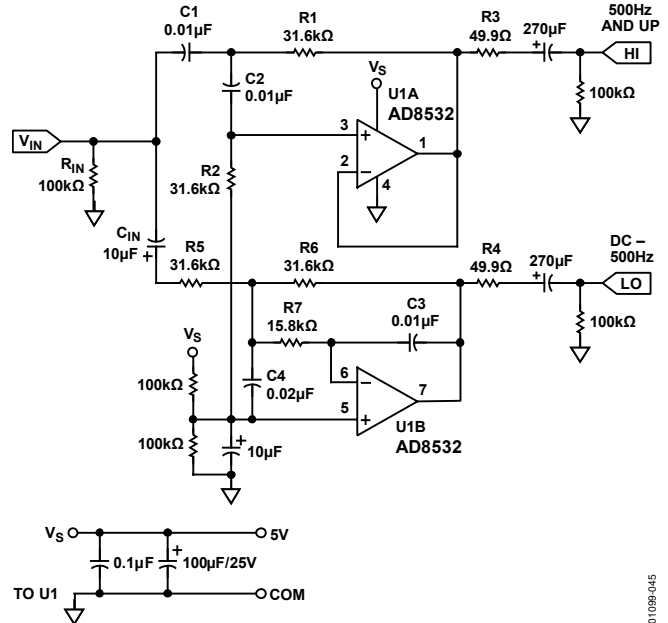 C1
0.01µF
R1
31.6kΩ
R3
49.9Ω
270µF
+
500Hz
AND UP
HI
100kΩ
C2
0.01µF
VS
U1A
AD8532
3
+
1
2
−
4
VIN
RIN
100kΩ
R2
31.6kΩ
CIN
10µF
+
R5
31.6kΩ
R6
31.6kΩ
R4
49.9Ω
270µF
+
DC –
500Hz
LO
100kΩ
R7
15.8kΩ
C3
0.01µF
VS
100kΩ
C4
0.02µF
6
−
7
5
+
U1B
AD8532
100kΩ
+
10µF
VS
5V
0.1µF
+
100µF/25V
TO U1
COM
01099-045